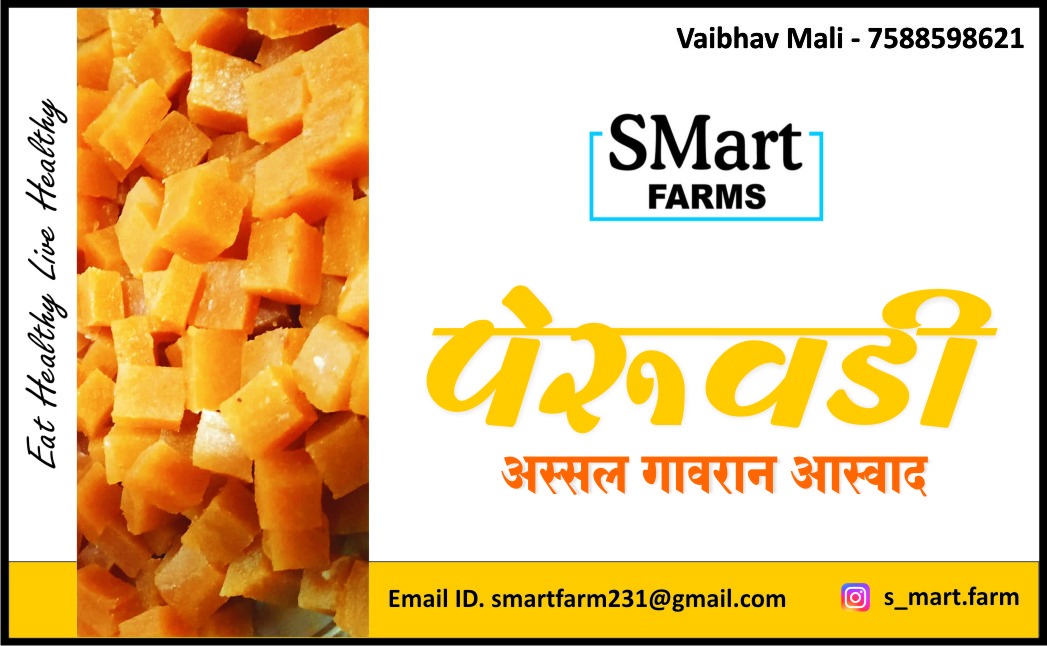 Vaibhav Mali - 7588598621
SMart
FARMS
Eat Healthy Live Healthy
पेरूवडी
अस्सल गावरान आस्वाद
Email ID. smartfarm231@gmail.com
s_mart.farm